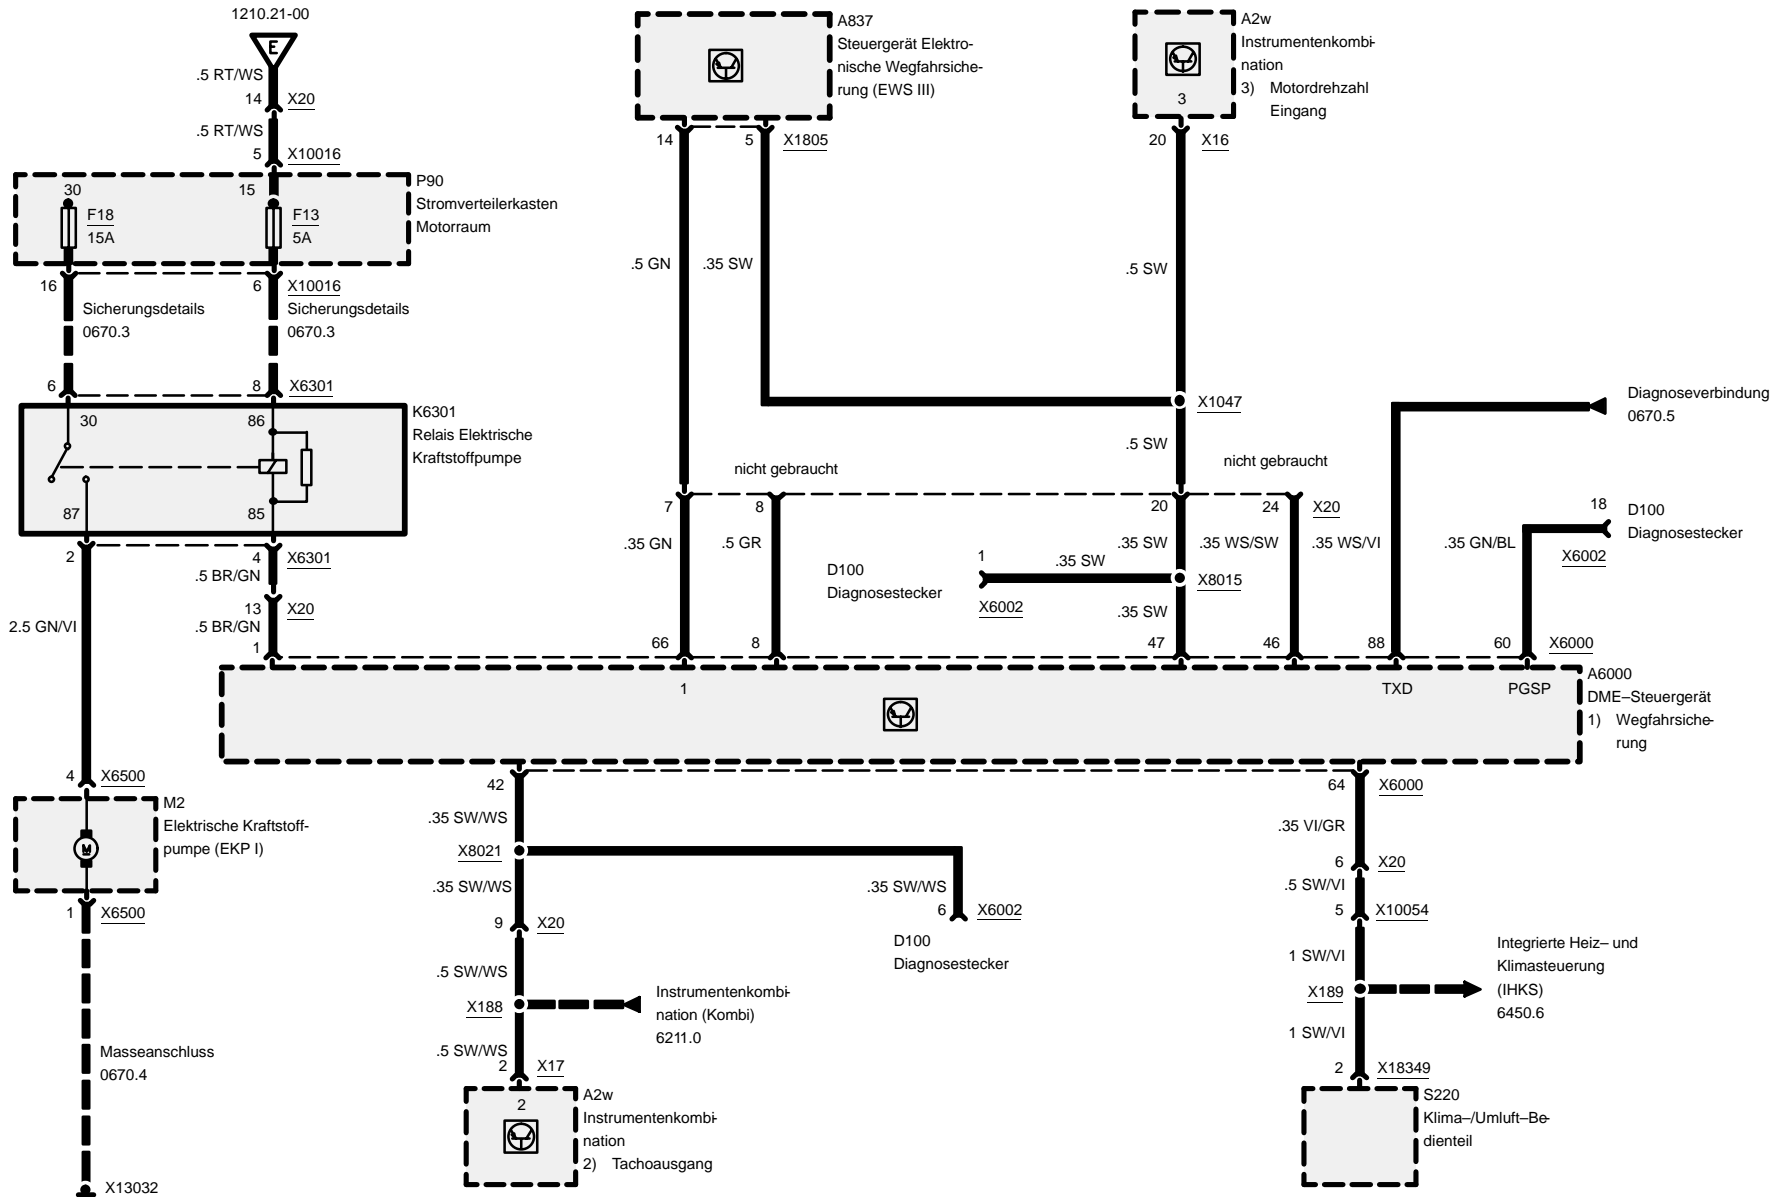 1210.21-00
E
.5 RT/WS
14 X20
.5 RT/WS
5 X10016
30 15
F18 F13
15A 5A
P90
Stromverteilerkasten
Motorraum
16 6 X10016
Sicherungsdetails Sicherungsdetails
0670.3 0670.3
6 8 X6301
30 86
K6301
Relais Elektrische
Kraftstoffpumpe
87 85
2 4 X6301
.5 BR/GN
13 X20
2.5 GN/VI .5 BR/GN
1
4 X6500
M2
Elektrische Kraftstoff-
pumpe (EKP I)
M
1 X6500
Masseanschluss
0670.4
X13032
A837
Steuergerät Elektro-
nische Wegfahrsiche-
rung (EWS III)
14 5 X1805
.5 GN .35 SW
A2w
Instrumentenkombi-
nation
3) Motordrehzahl
Eingang
3
20 X16
.5 SW
X1047
.5 SW
nicht gebraucht nicht gebraucht
7 8 20 24 X20
.35 GN .5 GR .35 SW .35 WS/SW .35 WS/VI .35 GN/BL
Diagnoseverbindung
0670.5
18 D100
Diagnosestecker
X6002
D100
Diagnosestecker
1 .35 SW
X6002
X8015
.35 SW
66 8 47 46 88 60 X6000
1 TXD PGSP
A6000
DME–Steuergerät
1) Wegfahrsiche-
rung
42 64 X6000
.35 SW/WS
X8021
.35 SW/WS .35 SW/WS
6 X6002
D100
Diagnosestecker
9 X20
.5 SW/WS
X188
Instrumentenkombi-
nation (Kombi)
6211.0
.5 SW/WS
2 X17
2
A2w
Instrumentenkombi-
nation
2) Tachoausgang
.35 VI/GR
6 X20
.5 SW/VI
5 X10054
1 SW/VI
X189
Integrierte Heiz– und
Klimasteuerung
(IHKS)
6450.6
1 SW/VI
2 X18349
S220
Klima–/Umluft–Be-
dienteil